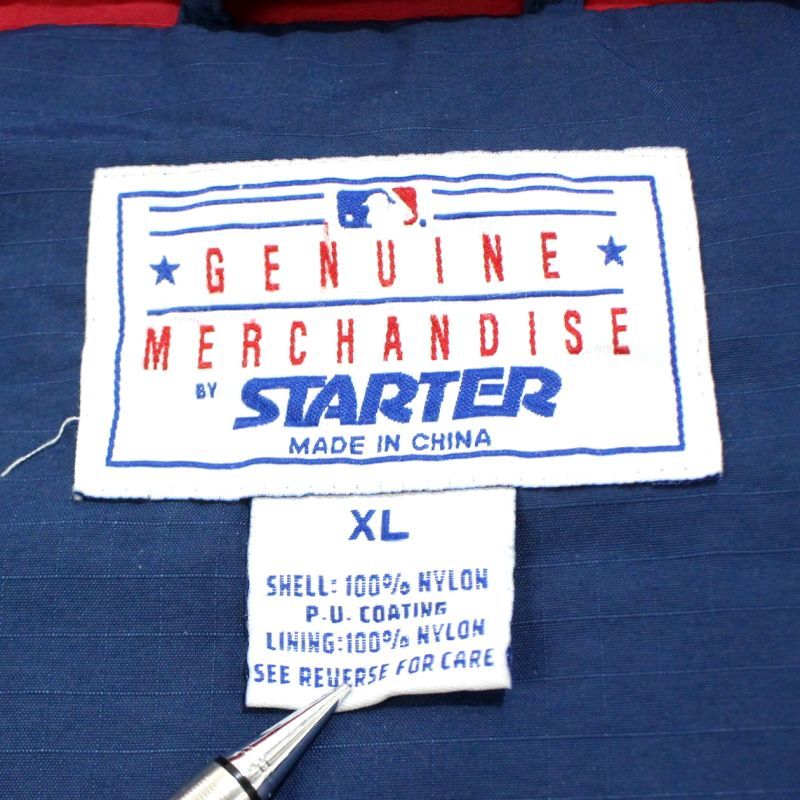 GENUINE
MERCHANDISE
BY STARTER
MADE IN CHINA
XL
SHELL: 100% NYLON
P.U. COATING
LINING: 100% NYLON
SEE REVERSE FOR CARE